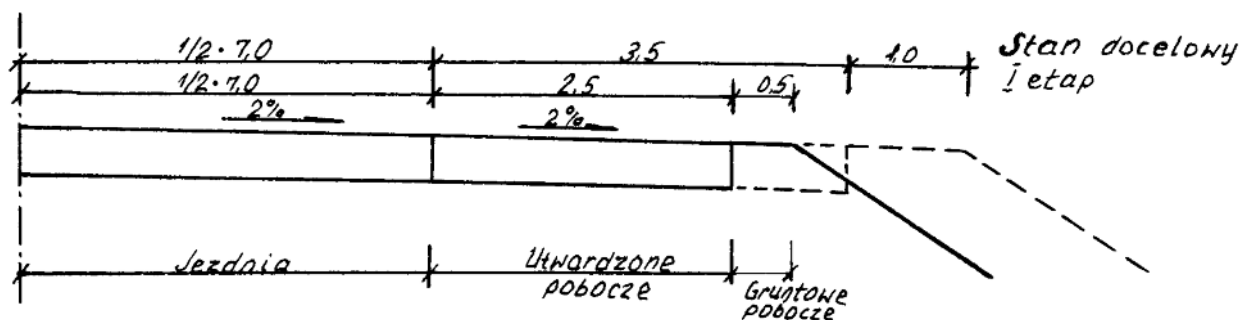 1/2·7,0 3,5 1,0 Stan docelowy
1/2·7,0 2,5 0,5 I etap
2% 2%
Jezdnia Utwardzone pobocze Gruntowe pobocze